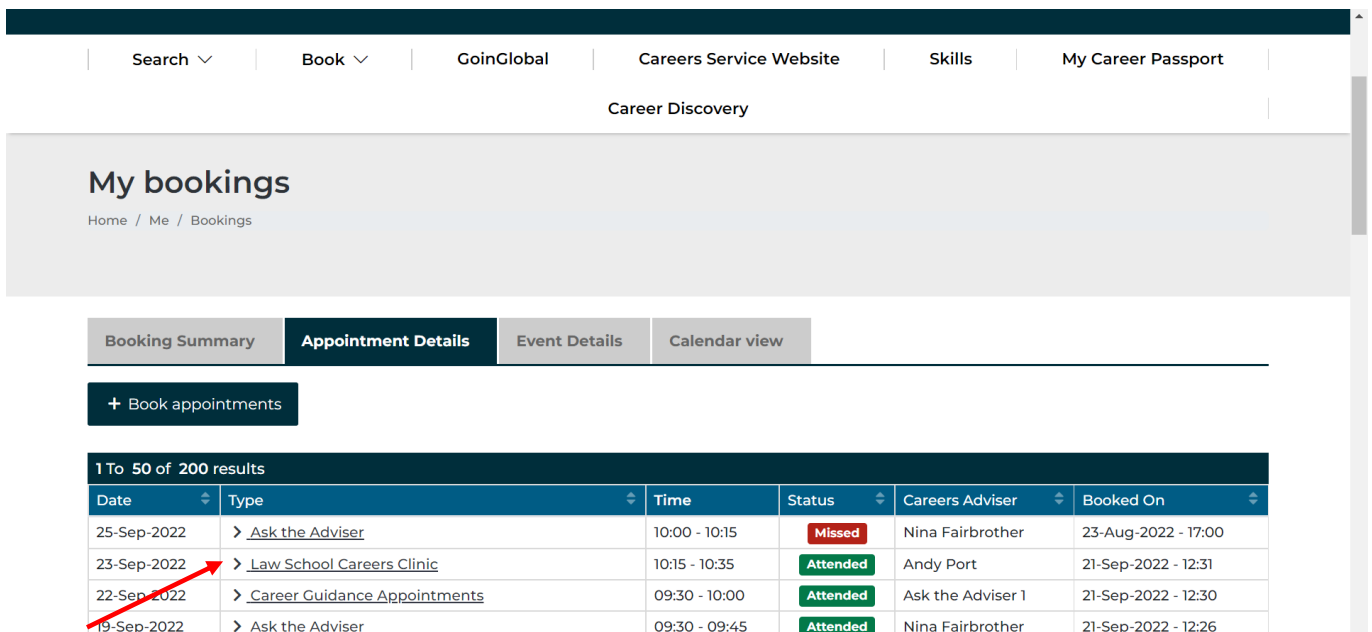 Search Book GoinGlobal Careers Service Website Skills My Career Passport
Career Discovery
My bookings
Home / Me / Bookings
Booking Summary Appointment Details Event Details Calendar view
+ Book appointments
1 To 50 of 200 results
Date Type Time Status Careers Adviser Booked On
25-Sep-2022 > Ask the Adviser 10:00 - 10:15 Missed Nina Fairbrother 23-Aug-2022 - 17:00
23-Sep-2022 > Law School Careers Clinic 10:15 - 10:35 Attended Andy Port 21-Sep-2022 - 12:31
22-Sep-2022 > Career Guidance Appointments 09:30 - 10:00 Attended Ask the Adviser 1 21-Sep-2022 - 12:30
19-Sep-2022 > Ask the Adviser 09:30 - 09:45 Attended Nina Fairbrother 21-Sep-2022 - 12:26